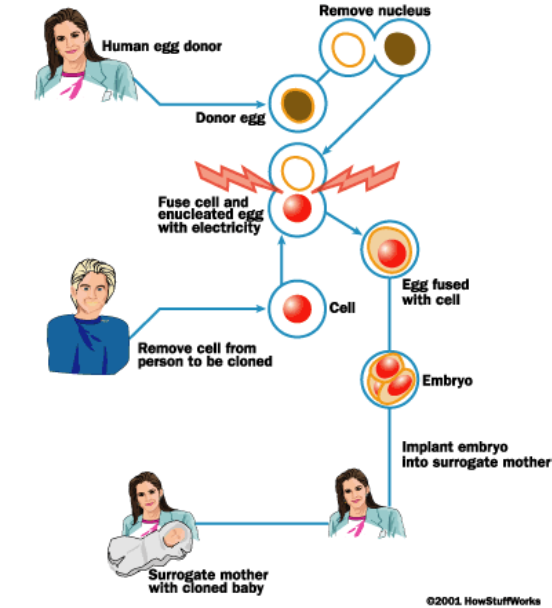 Remove nucleus
Human egg donor
Donor egg
Fuse cell and
enucleated egg
with electricity
Egg fused
with cell
Cell
Remove cell from
person to be cloned
Embryo
Implant embryo
into surrogate mother
Surrogate mother
with cloned baby
©2001 HowStuffWorks